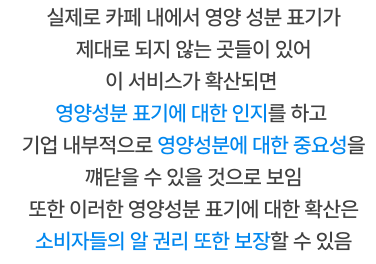 실제로 카페 내에서 영양 성분 표기가
제대로 되지 않는 곳들이 있어
이 서비스가 확산되면
영양성분 표기에 대한 인지를 하고
기업 내부적으로 영양성분에 대한 중요성을
꺠닫을 수 있을 것으로 보임
또한 이러한 영양성분 표기에 대한 확산은
소비자들의 알 권리 또한 보장할 수 있음